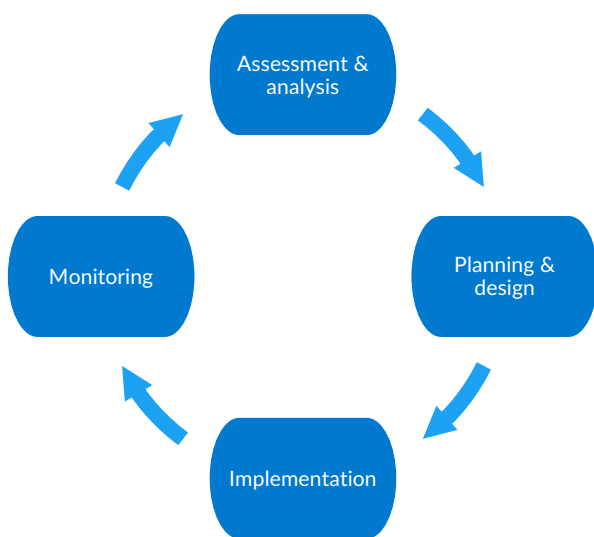 Assessment &
analysis
Planning &
design
Implementation
Monitoring